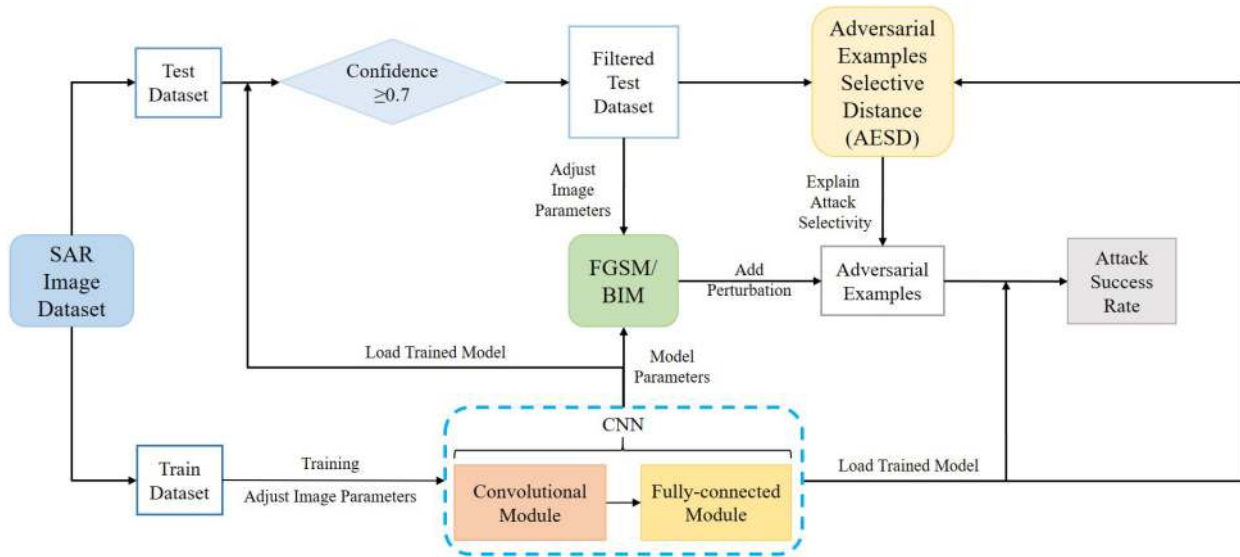 Test
Dataset
Confidence
≥0.7
Filtered
Test
Dataset
Adversarial
Examples
Selective
Distance
(AESD)
Adjust
Image
Parameters
Explain
Attack
Selectivity
SAR
Image
Dataset
FGSM/
BIM
Add
Perturbation
Adversarial
Examples
Attack
Success
Rate
Load Trained Model
Model
Parameters
CNN
Train
Dataset
Training
Adjust Image Parameters
Convolutional
Module
Fully-connected
Module
Load Trained Model